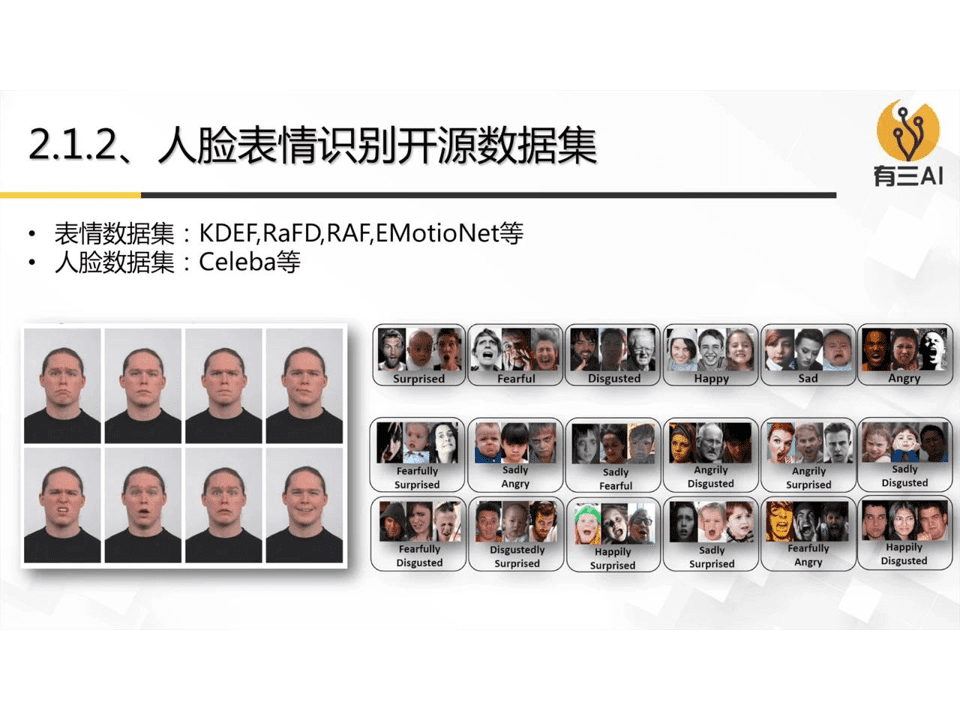 2.1.2、人脸表情识别开源数据集
有三AI
• 表情数据集：KDEF,RaFD,RAF,EMotioNet等
• 人脸数据集：Celeba等
Surprised
Fearful
Disgusted
Happy
Sad
Angry
Fearfully
Surprised
Sadly
Angry
Sadly
Fearful
Angrily
Disgusted
Angrily
Surprised
Sadly
Disgusted
Fearfully
Disgusted
Disgustedly
Surprised
Happily
Surprised
Sadly
Surprised
Fearfully
Angry
Happily
Disgusted